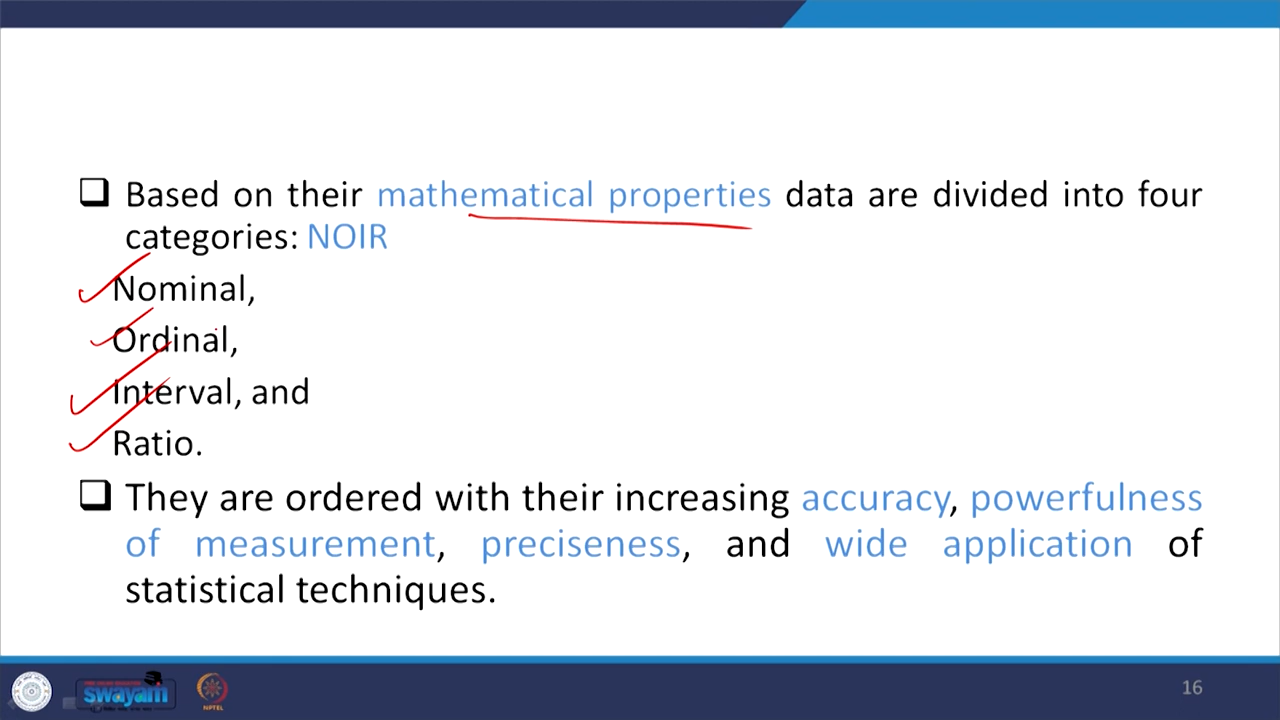 ❑ Based on their mathematical properties data are divided into four
categories: NOIR
Nominal,
Ordinal,
Interval, and
Ratio.
❑ They are ordered with their increasing accuracy, powerfulness
of measurement, preciseness, and wide application of
statistical techniques.
swayam
NPTEL
16